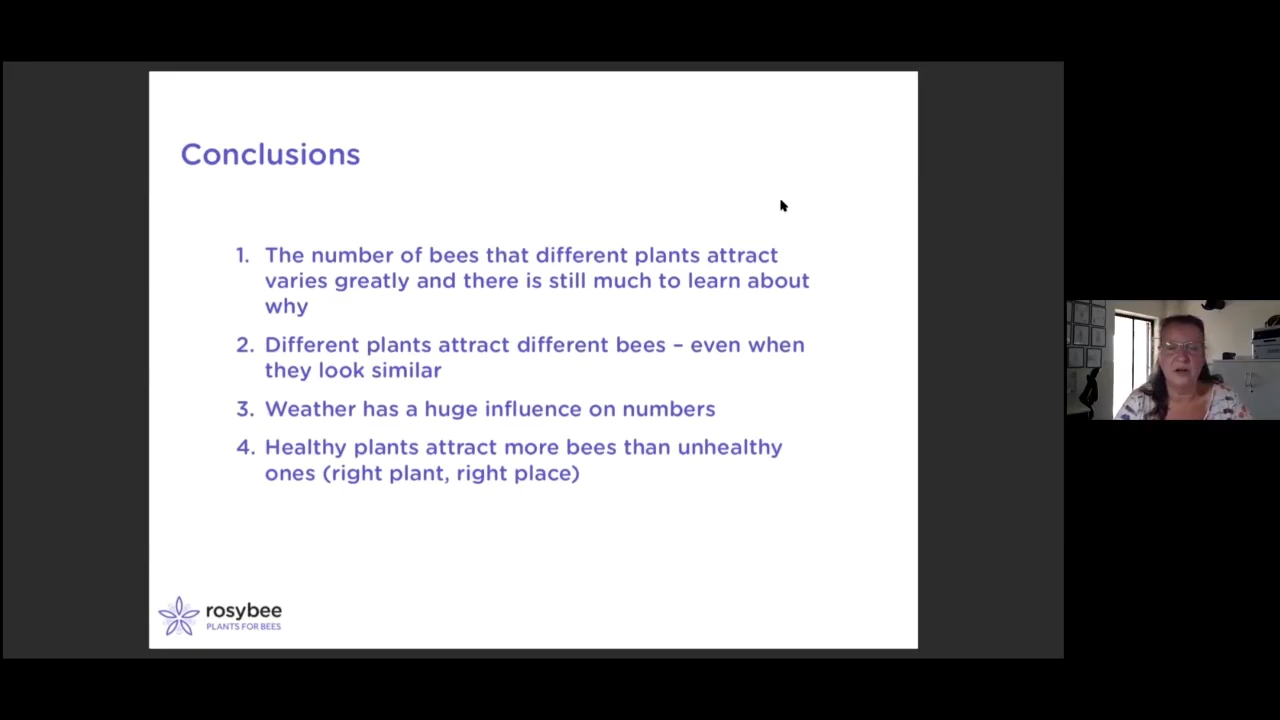 Conclusions
1. The number of bees that different plants attract
varies greatly and there is still much to learn about
why
2. Different plants attract different bees – even when
they look similar
3. Weather has a huge influence on numbers
4. Healthy plants attract more bees than unhealthy
ones (right plant, right place)
rosybee
PLANTS FOR BEES